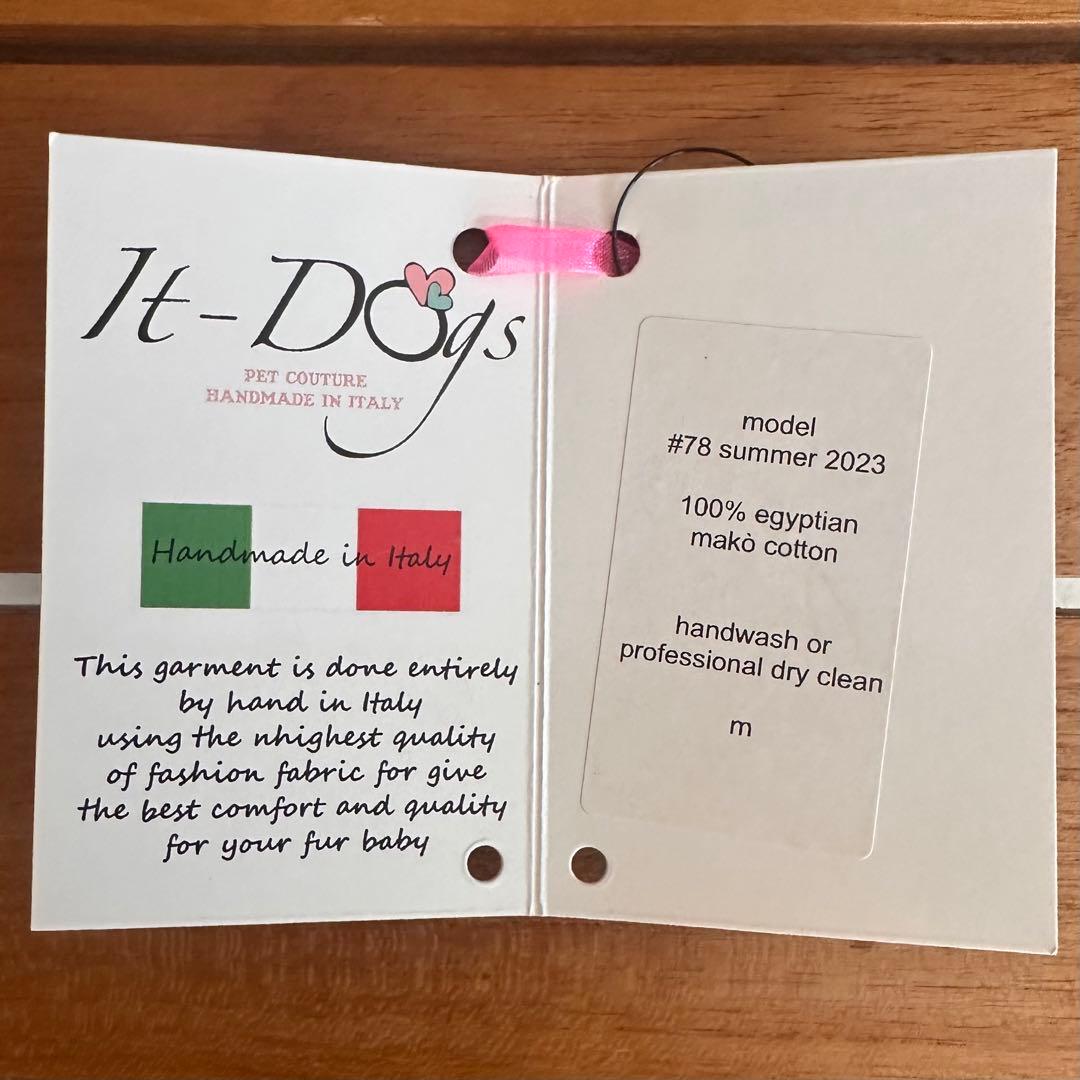 It-Dogs
PET COUTURE
HANDMADE IN ITALY
Handmade in Italy
This garment is done entirely
by hand in Italy
using the nhighest quality
of fashion fabric for give
the best comfort and quality
for your fur baby
model
#78 summer 2023
100% egyptian
makò cotton
handwash or
professional dry clean
m